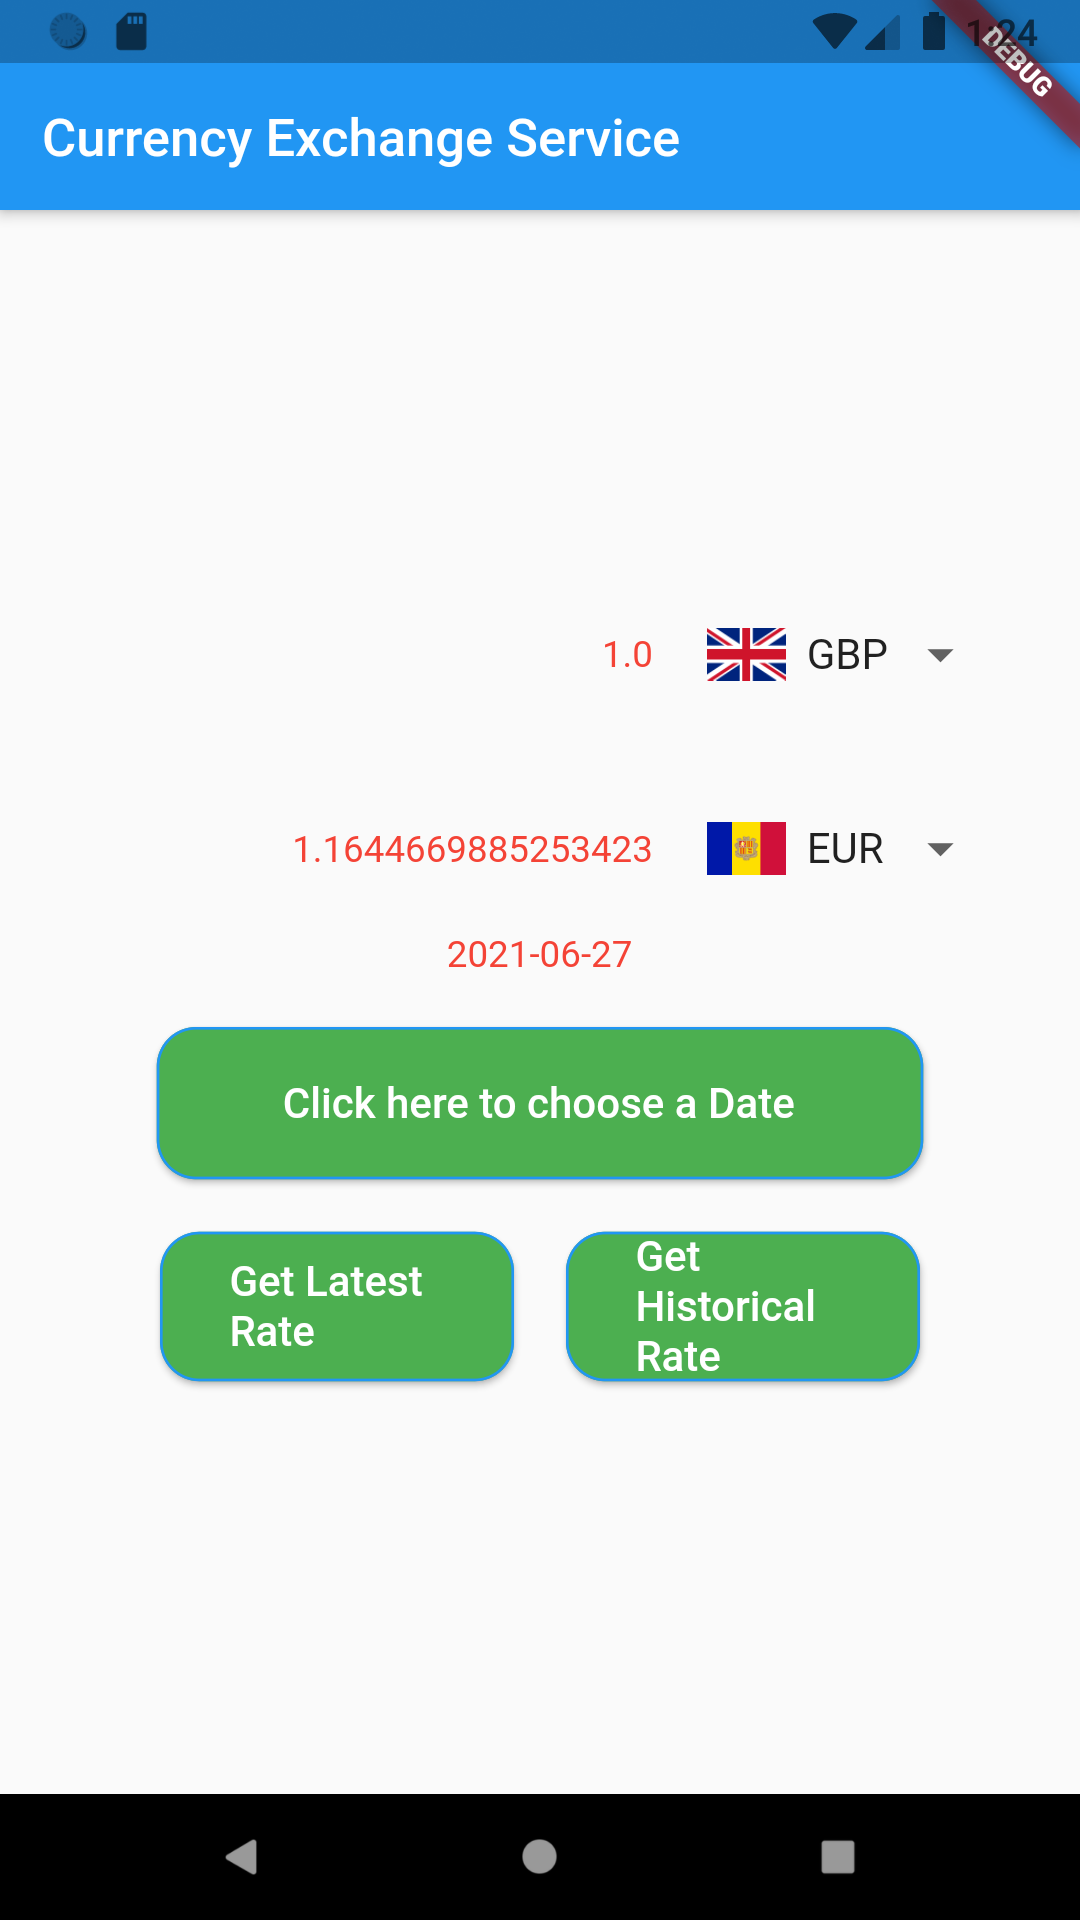 1:24
DEBUG
Currency Exchange Service
1.0 GBP
1.1644669885253423 EUR
2021-06-27
Click here to choose a Date
Get Latest
Rate
Get
Historical
Rate